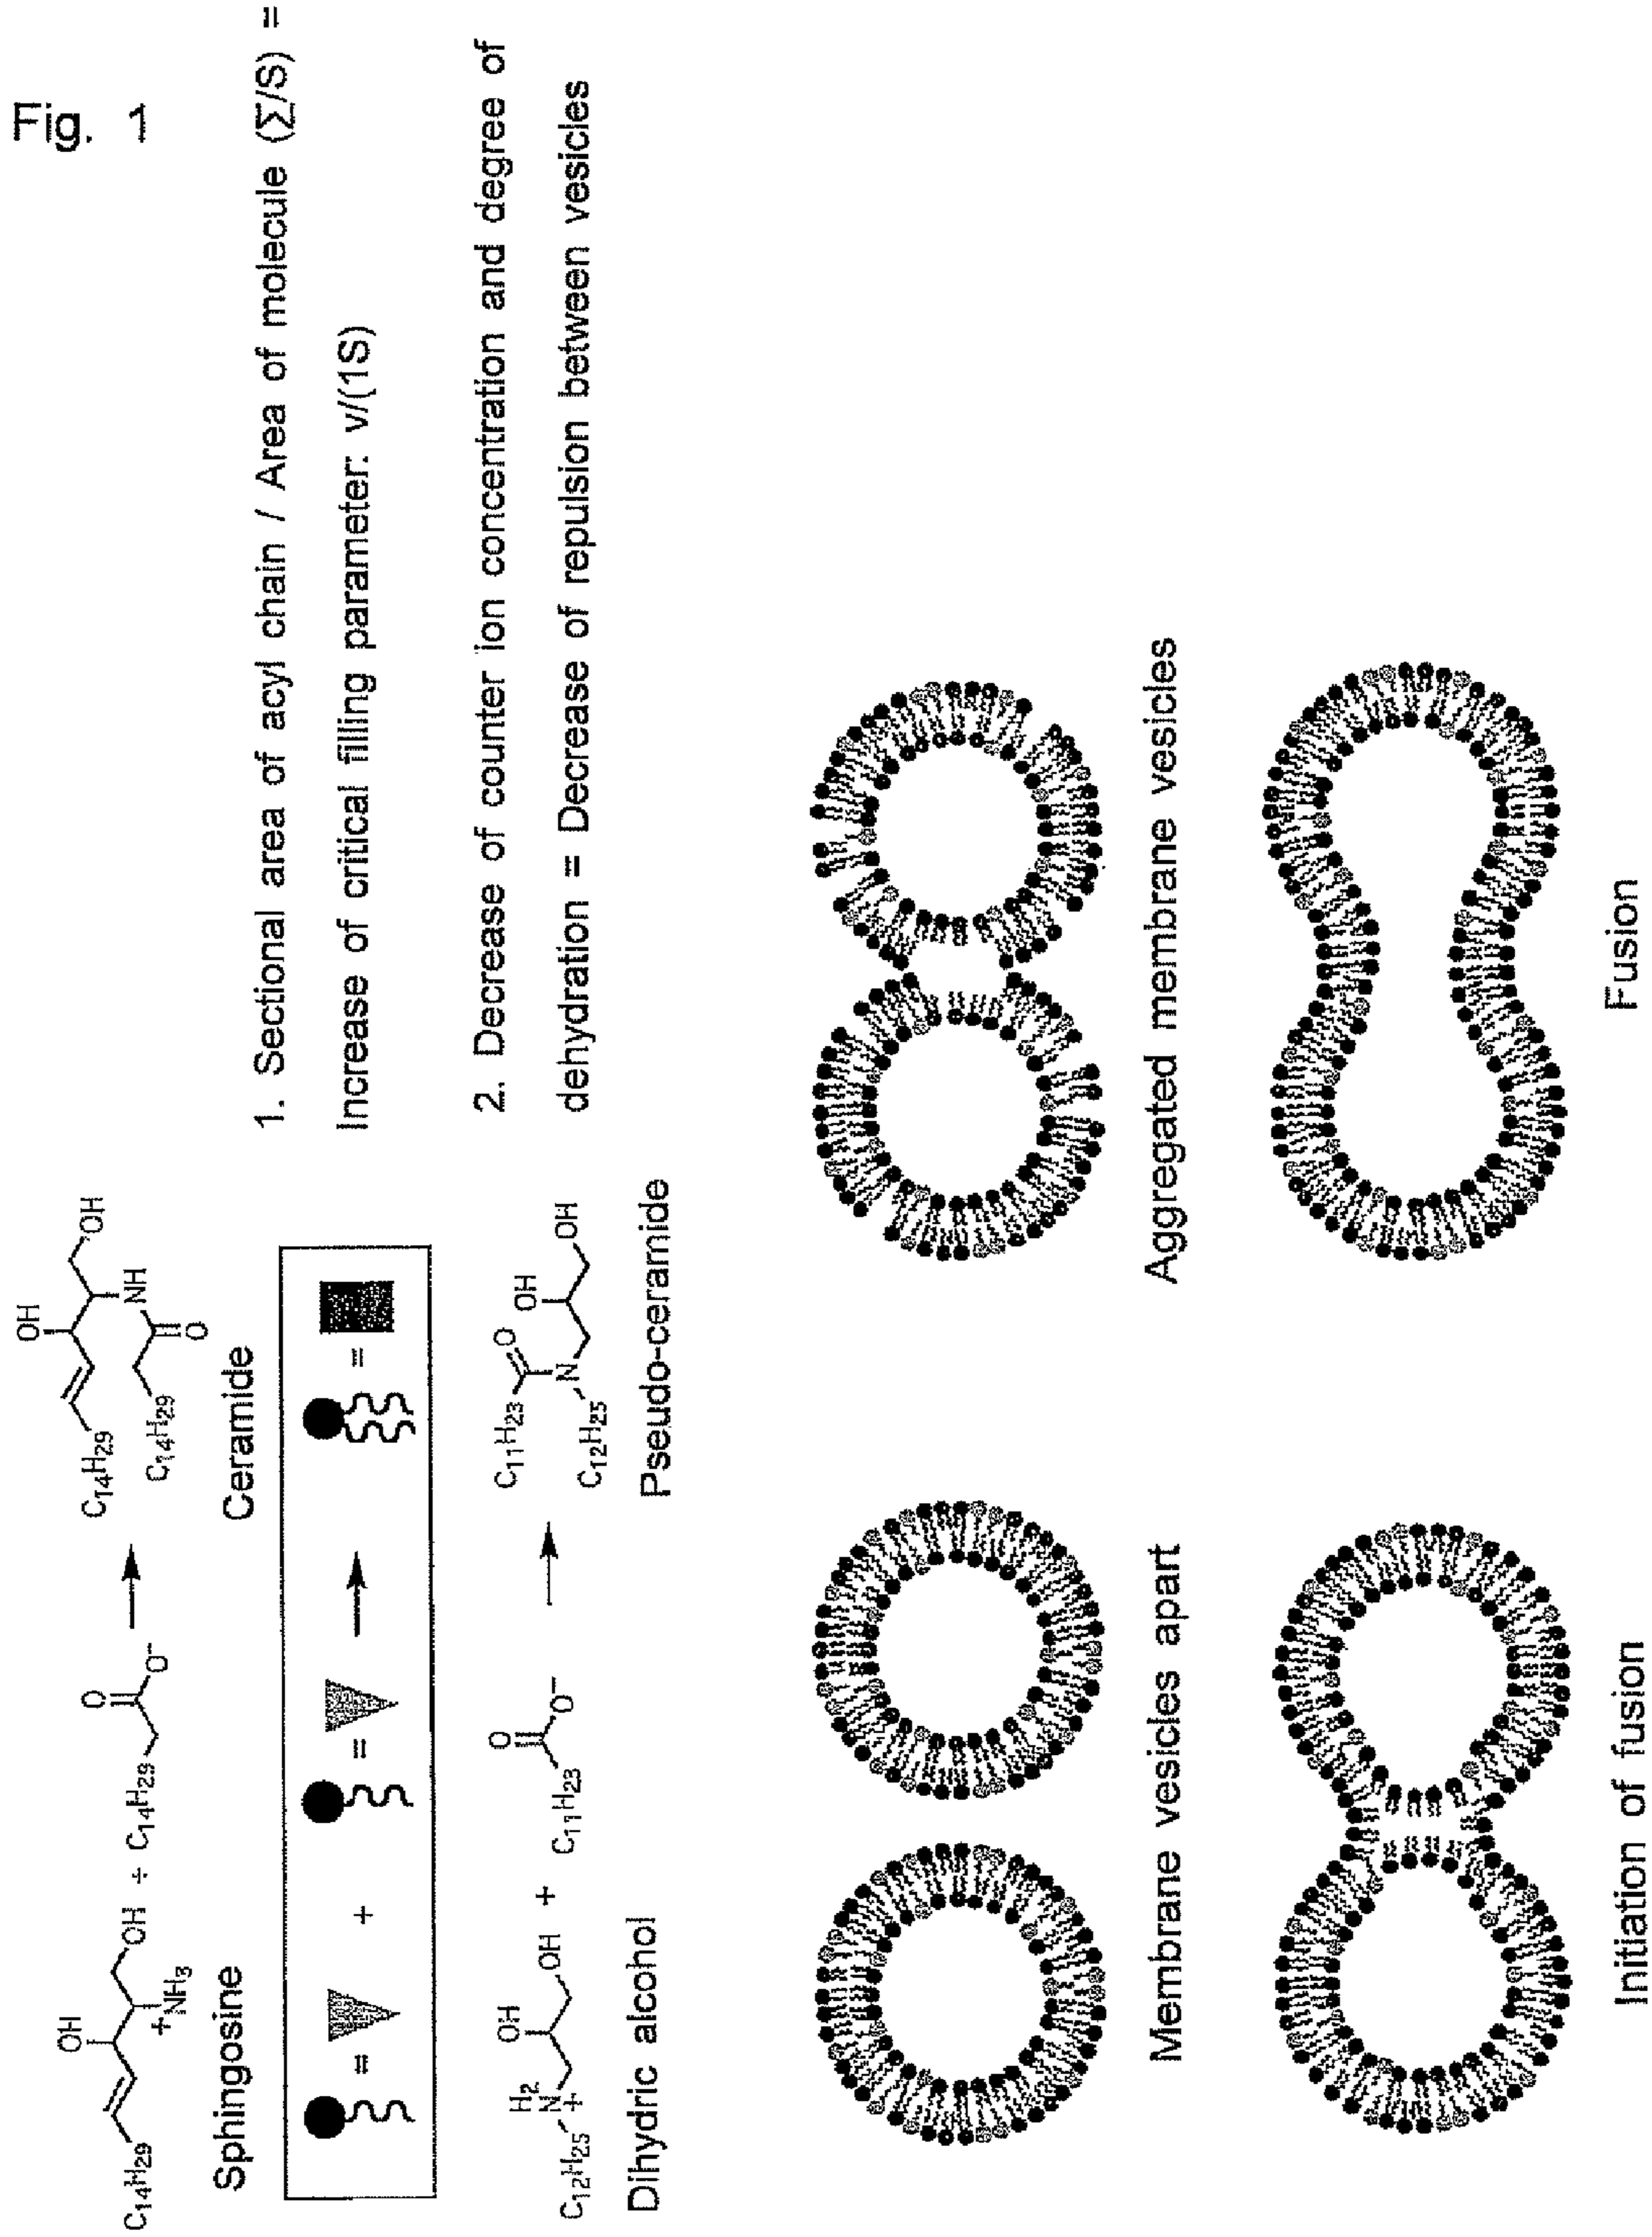 Fig. 1
C14H29 OH +NH3 OH ÷ C14H29 O O- C14H29 OH OH NH C14H29 O
Sphingosine Ceramide
= + = =
1. Sectional area of acyl chain / Area of molecule (Σ/S) =
Increase of critical filling parameter: v/(1S)
C12H25 H2 N + OH OH + C11H23 O O- C11H23 O N C12H25 OH OH
Dihydric alcohol Pseudo-ceramide
2. Decrease of counter ion concentration and degree of
dehydration = Decrease of repulsion between vesicles
Membrane vesicles apart
Aggregated membrane vesicles
Initiation of fusion
Fusion